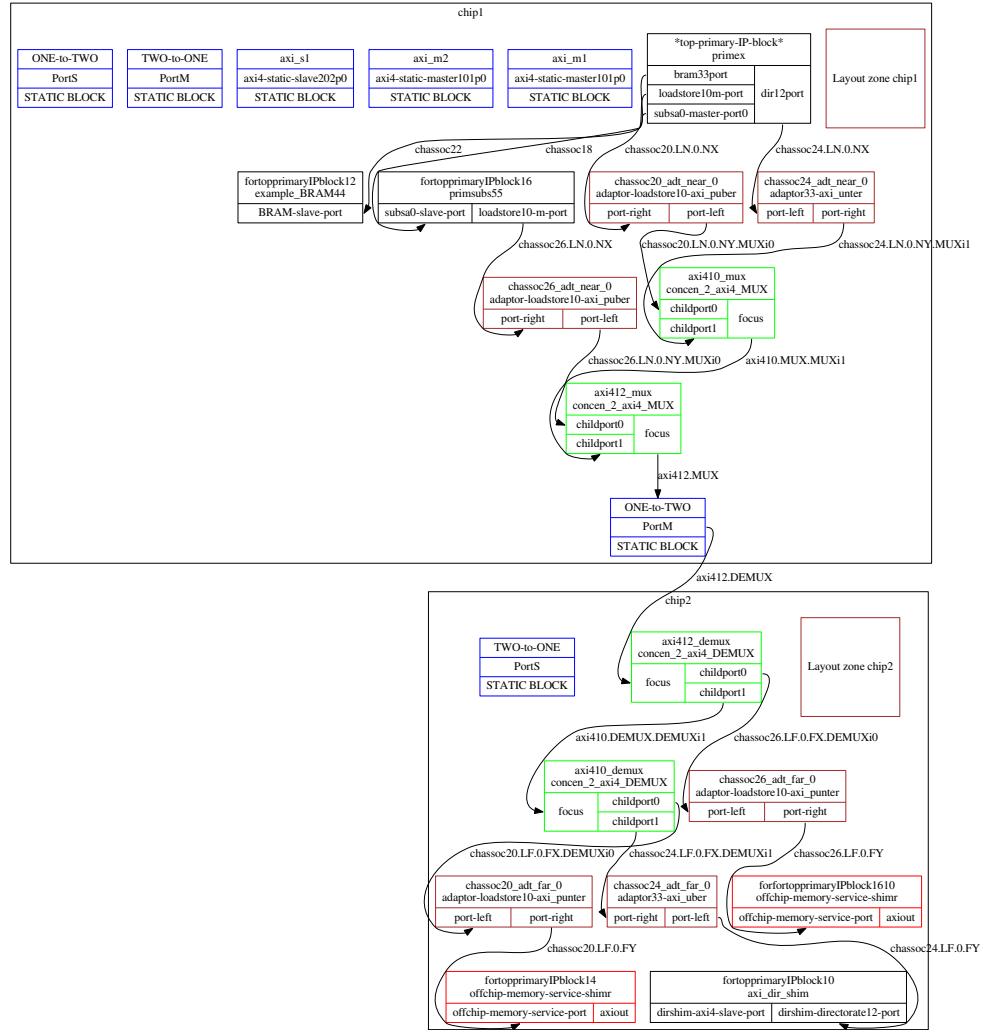 chip1
ONE-to-TWO
PortS
STATIC BLOCK
TWO-to-ONE
PortM
STATIC BLOCK
axi_s1
axi4-static-slave202p0
STATIC BLOCK
axi_m2
axi4-static-master101p0
STATIC BLOCK
axi_m1
axi4-static-master101p0
STATIC BLOCK
*top-primary-IP-block*
primex
bram33port
loadstore10m-port
subsa0-master-port0
dir12port
Layout zone chip1
chassoc22
chassoc18
chassoc20.LN.0.NX
chassoc24.LN.0.NX
fortopprimaryIPblock12
example_BRAM44
BRAM-slave-port
fortopprimaryIPblock16
primsubs55
subsa0-slave-port
loadstore10-m-port
chassoc20_adt_near_0
adaptor-loadstore10-axi_puber
port-right
port-left
chassoc24_adt_near_0
adaptor33-axi_unter
port-left
port-right
chassoc26.LN.0.NX
chassoc20.LN.0.NY.MUXi0
chassoc24.LN.0.NY.MUXi1
chassoc26_adt_near_0
adaptor-loadstore10-axi_puber
port-right
port-left
axi410_mux
concen_2_axi4_MUX
childport0
childport1
focus
chassoc26.LN.0.NY.MUXi0
axi410.MUX.MUXi1
axi412_mux
concen_2_axi4_MUX
childport0
childport1
focus
axi412.MUX
ONE-to-TWO
PortM
STATIC BLOCK
axi412.DEMUX
chip2
TWO-to-ONE
PortS
STATIC BLOCK
axi412_demux
concen_2_axi4_DEMUX
focus
childport0
childport1
Layout zone chip2
axi410.DEMUX.DEMUXi1
chassoc26.LF.0.FX.DEMUXi0
axi410_demux
concen_2_axi4_DEMUX
focus
childport0
childport1
chassoc26_adt_far_0
adaptor-loadstore10-axi_punter
port-left
port-right
chassoc20.LF.0.FX.DEMUXi0
chassoc24.LF.0.FX.DEMUXi1
chassoc26.LF.0.FY
chassoc20_adt_far_0
adaptor-loadstore10-axi_punter
port-left
port-right
chassoc24_adt_far_0
adaptor33-axi_uber
port-right
port-left
forfortopprimaryIPblock1610
offchip-memory-service-shimr
offchip-memory-service-port
axiout
chassoc20.LF.0.FY
chassoc24.LF.0.FY
fortopprimaryIPblock14
offchip-memory-service-shimr
offchip-memory-service-port
axiout
fortopprimaryIPblock10
axi_dir_shim
dirshim-axi4-slave-port
dirshim-directorate12-port